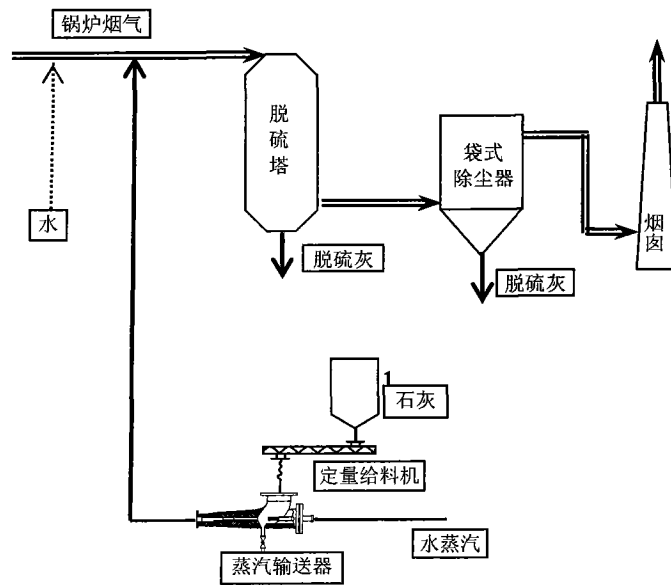 锅炉烟气
脱
硫
塔
袋式
除尘器
烟
囱
水
脱硫灰
脱硫灰
1
石灰
定量给料机
水蒸汽
蒸汽输送器